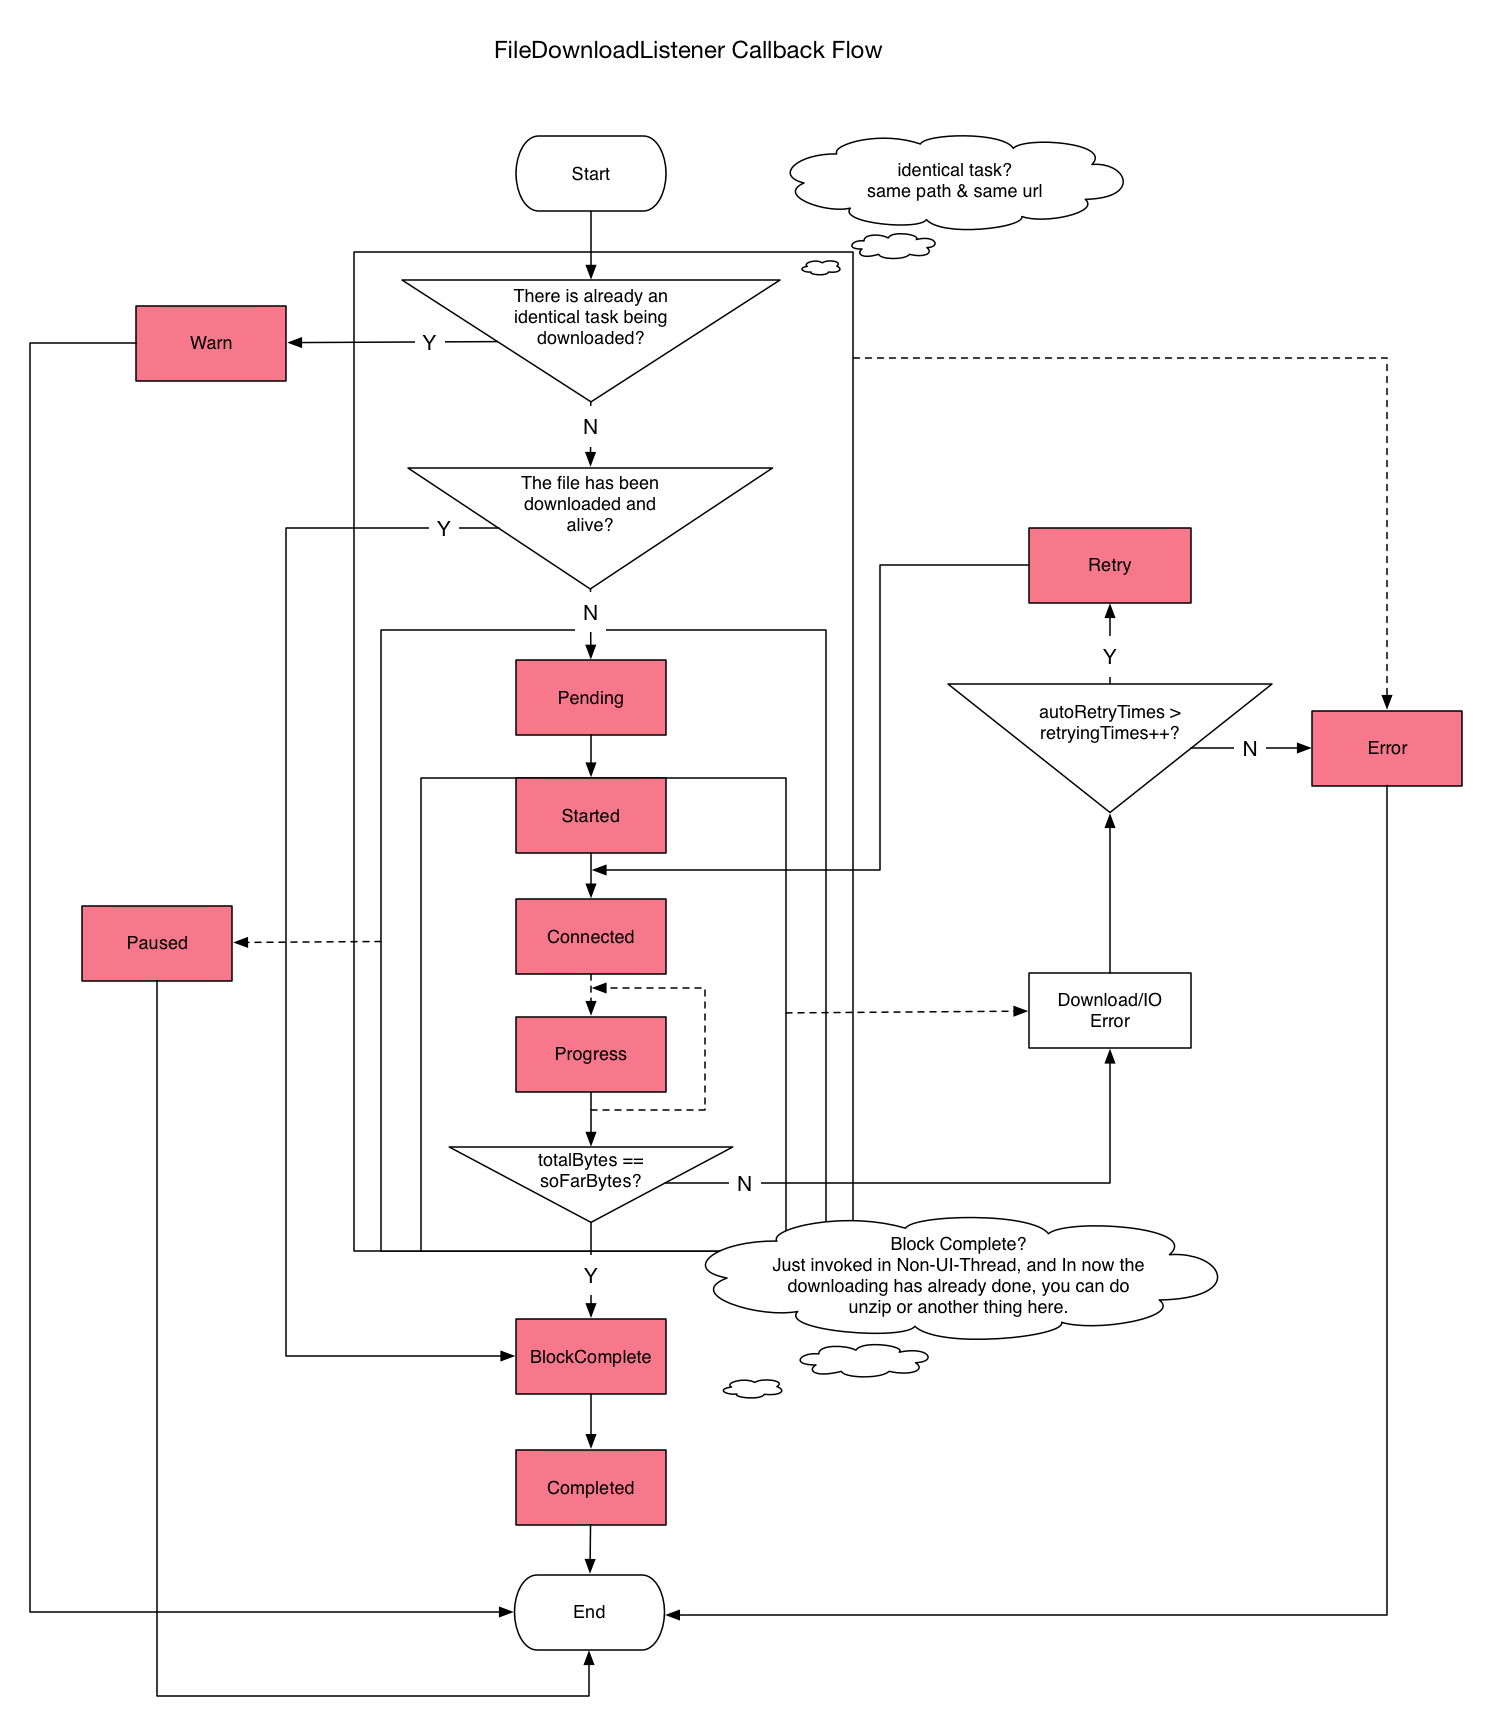 FileDownloadListener Callback Flow
Start
identical task?
same path & same url
There is already an
identical task being
downloaded?
Y
Warn
N
The file has been
downloaded and
alive?
Y
N
Retry
Pending
Y
autoRetryTimes >
retryingTimes++?
N
Error
Started
Paused
Connected
Download/IO
Error
Progress
totalBytes ==
soFarBytes?
N
Y
Block Complete?
Just invoked in Non-UI-Thread, and In now the
downloading has already done, you can do
unzip or another thing here.
BlockComplete
Completed
End